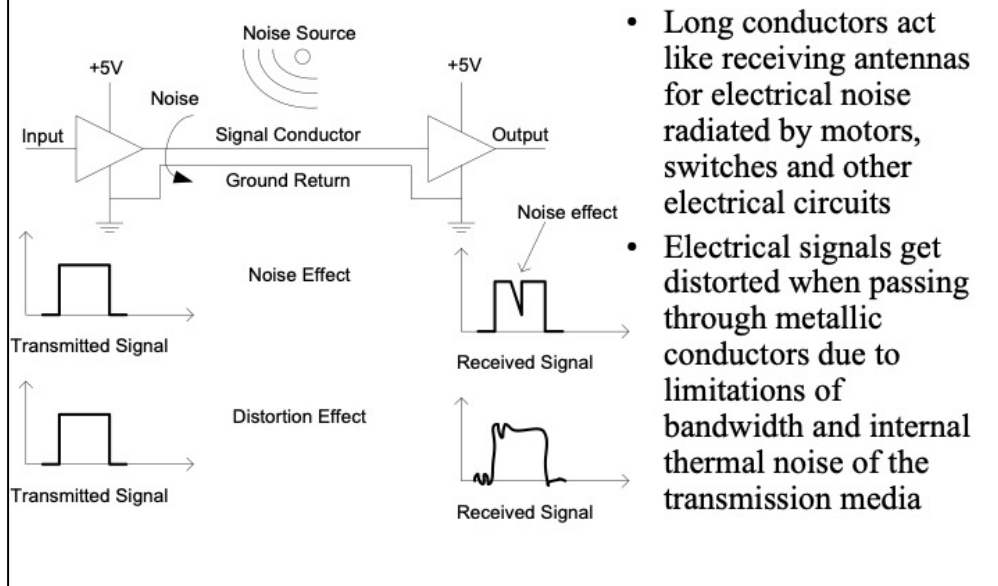 Noise Source
+5V
+5V
Noise
Input
Signal Conductor
Output
Ground Return
Noise effect
Noise Effect
Transmitted Signal
Received Signal
Distortion Effect
Transmitted Signal
Received Signal
• Long conductors act
like receiving antennas
for electrical noise
radiated by motors,
switches and other
electrical circuits
• Electrical signals get
distorted when passing
through metallic
conductors due to
limitations of
bandwidth and internal
thermal noise of the
transmission media